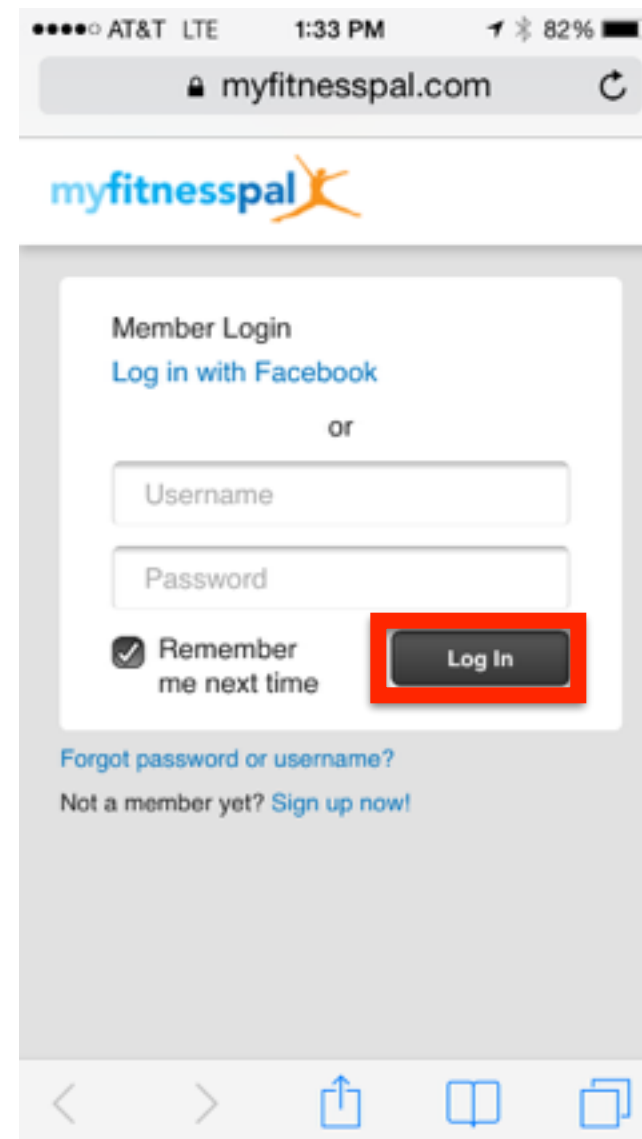 AT&T LTE 1:33 PM 82%
myfitnesspal.com
myfitnesspal
Member Login
Log in with Facebook
or
Username
Password
Remember
me next time
Log In
Forgot password or username?
Not a member yet? Sign up now!